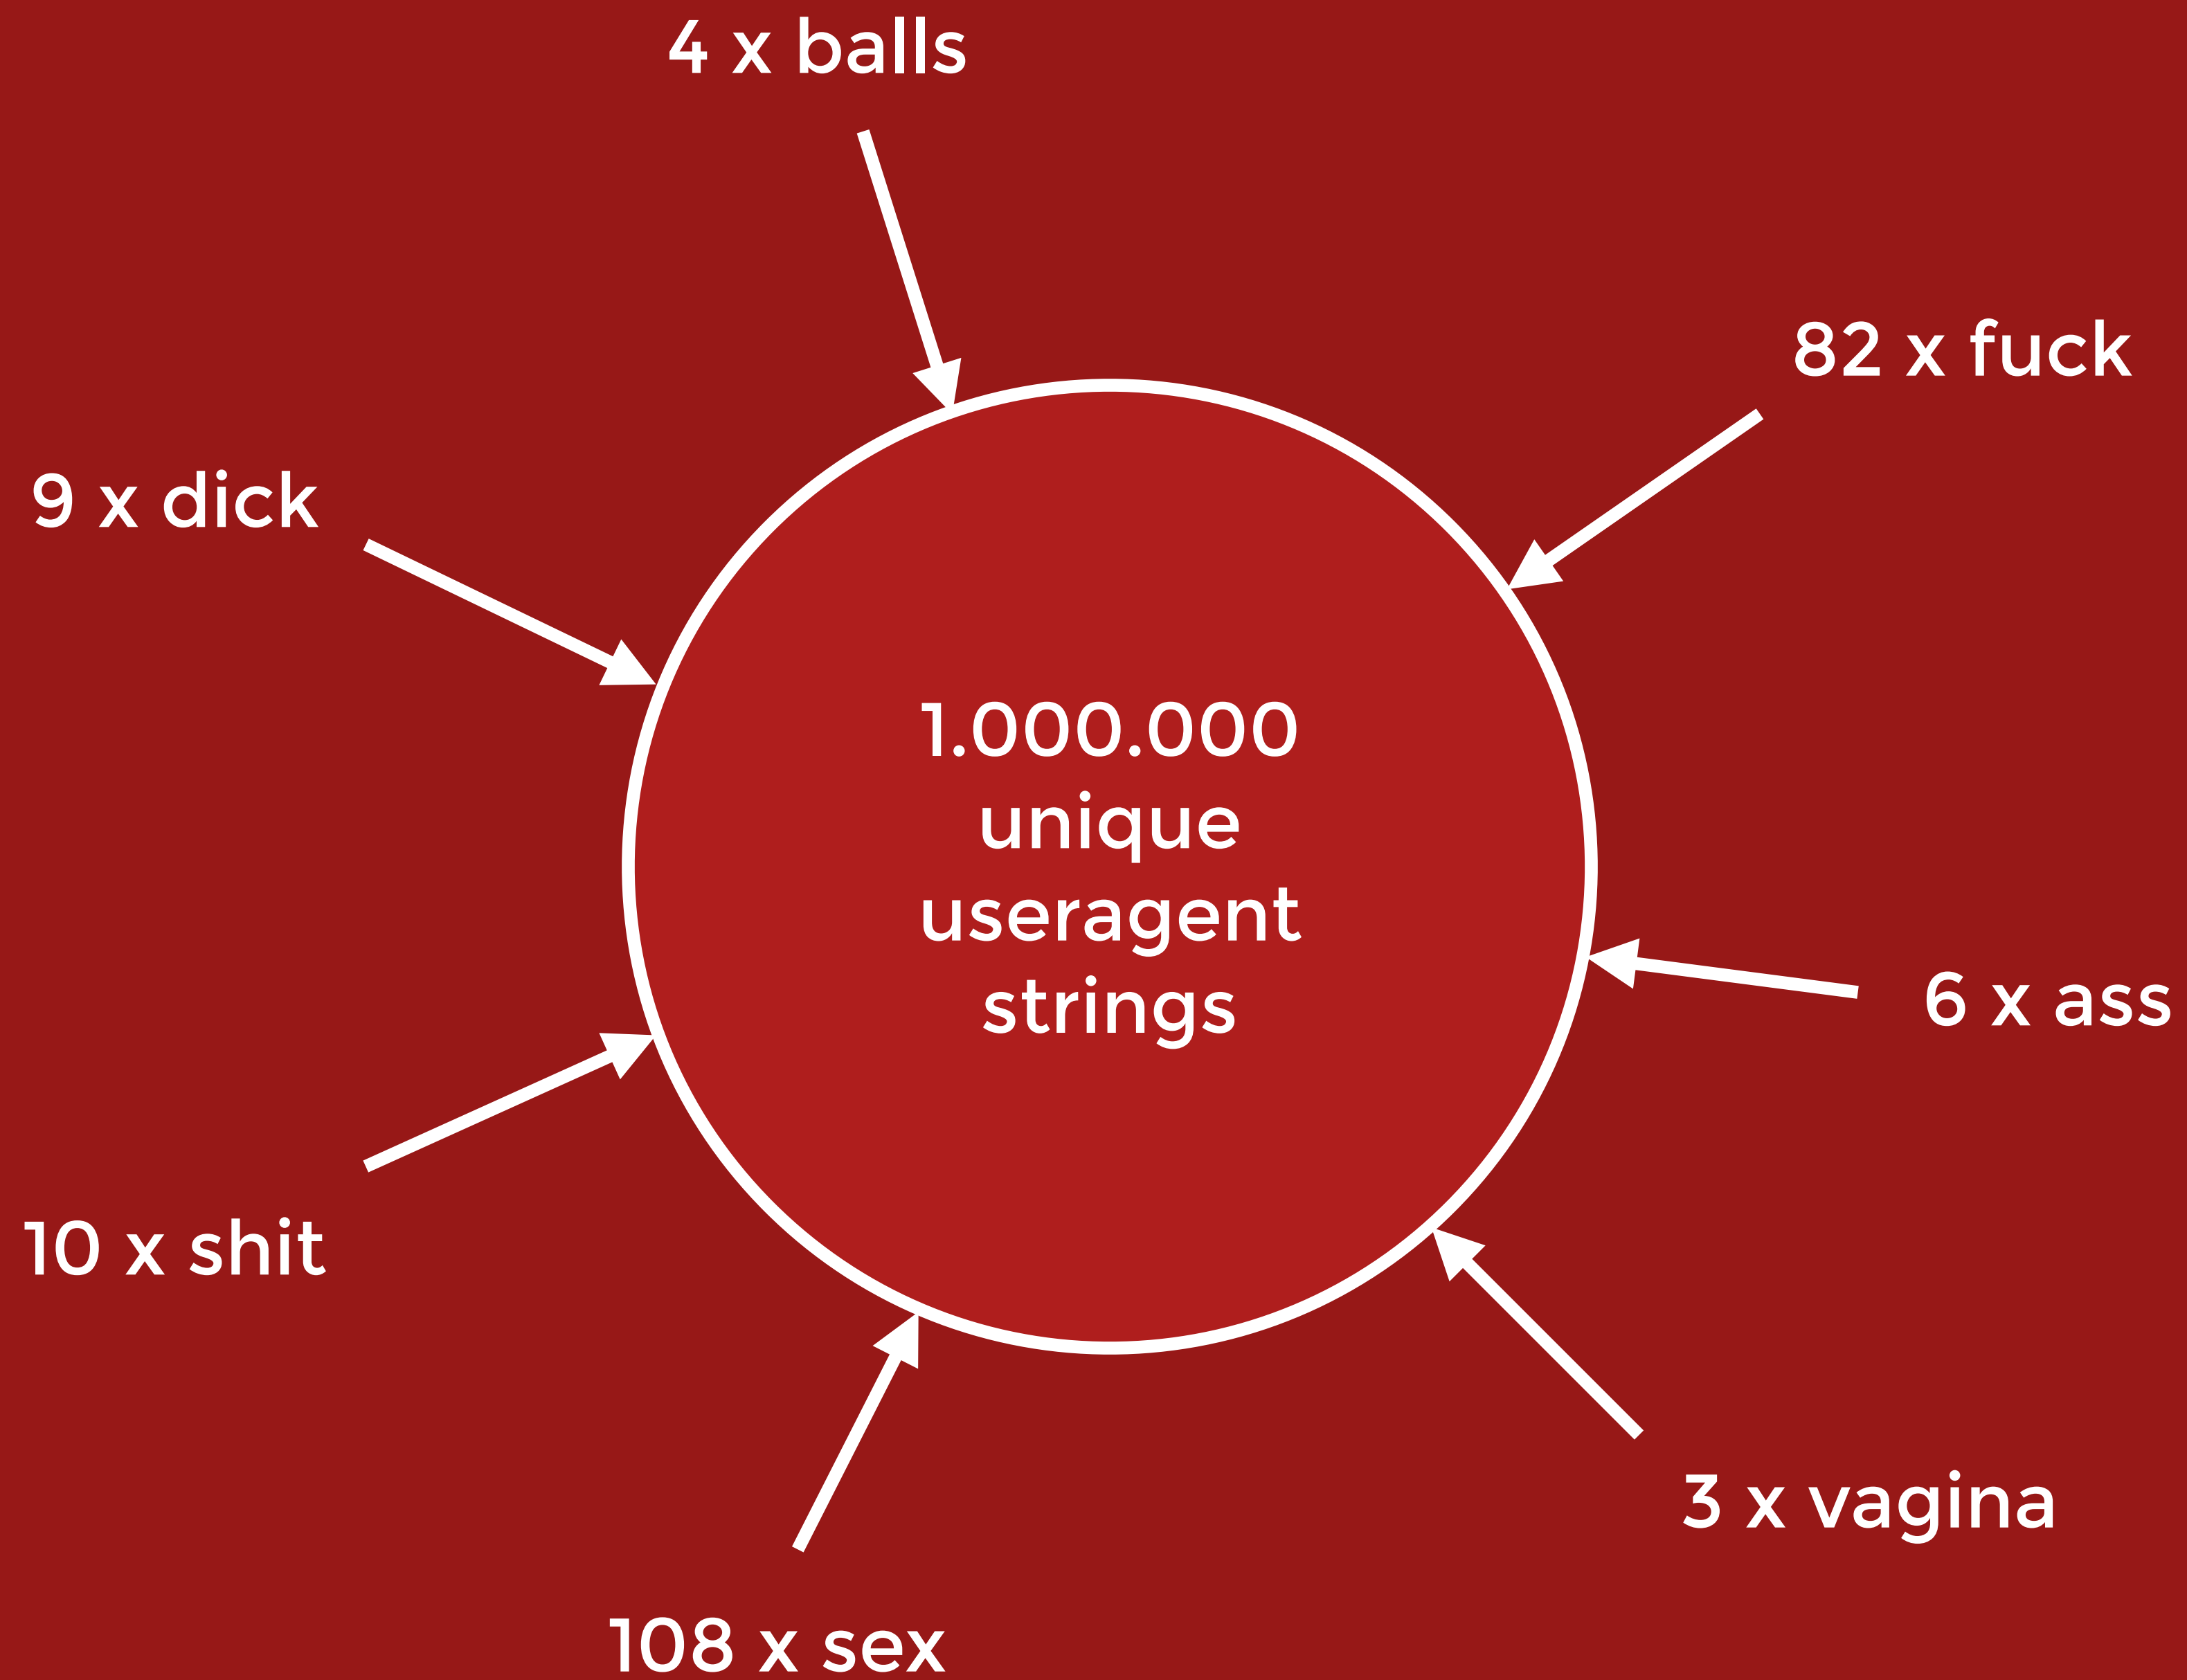 4 x balls
82 x fuck
9 x dick
1.000.000
unique
useragent
strings
6 x ass
10 x shit
3 x vagina
108 x sex